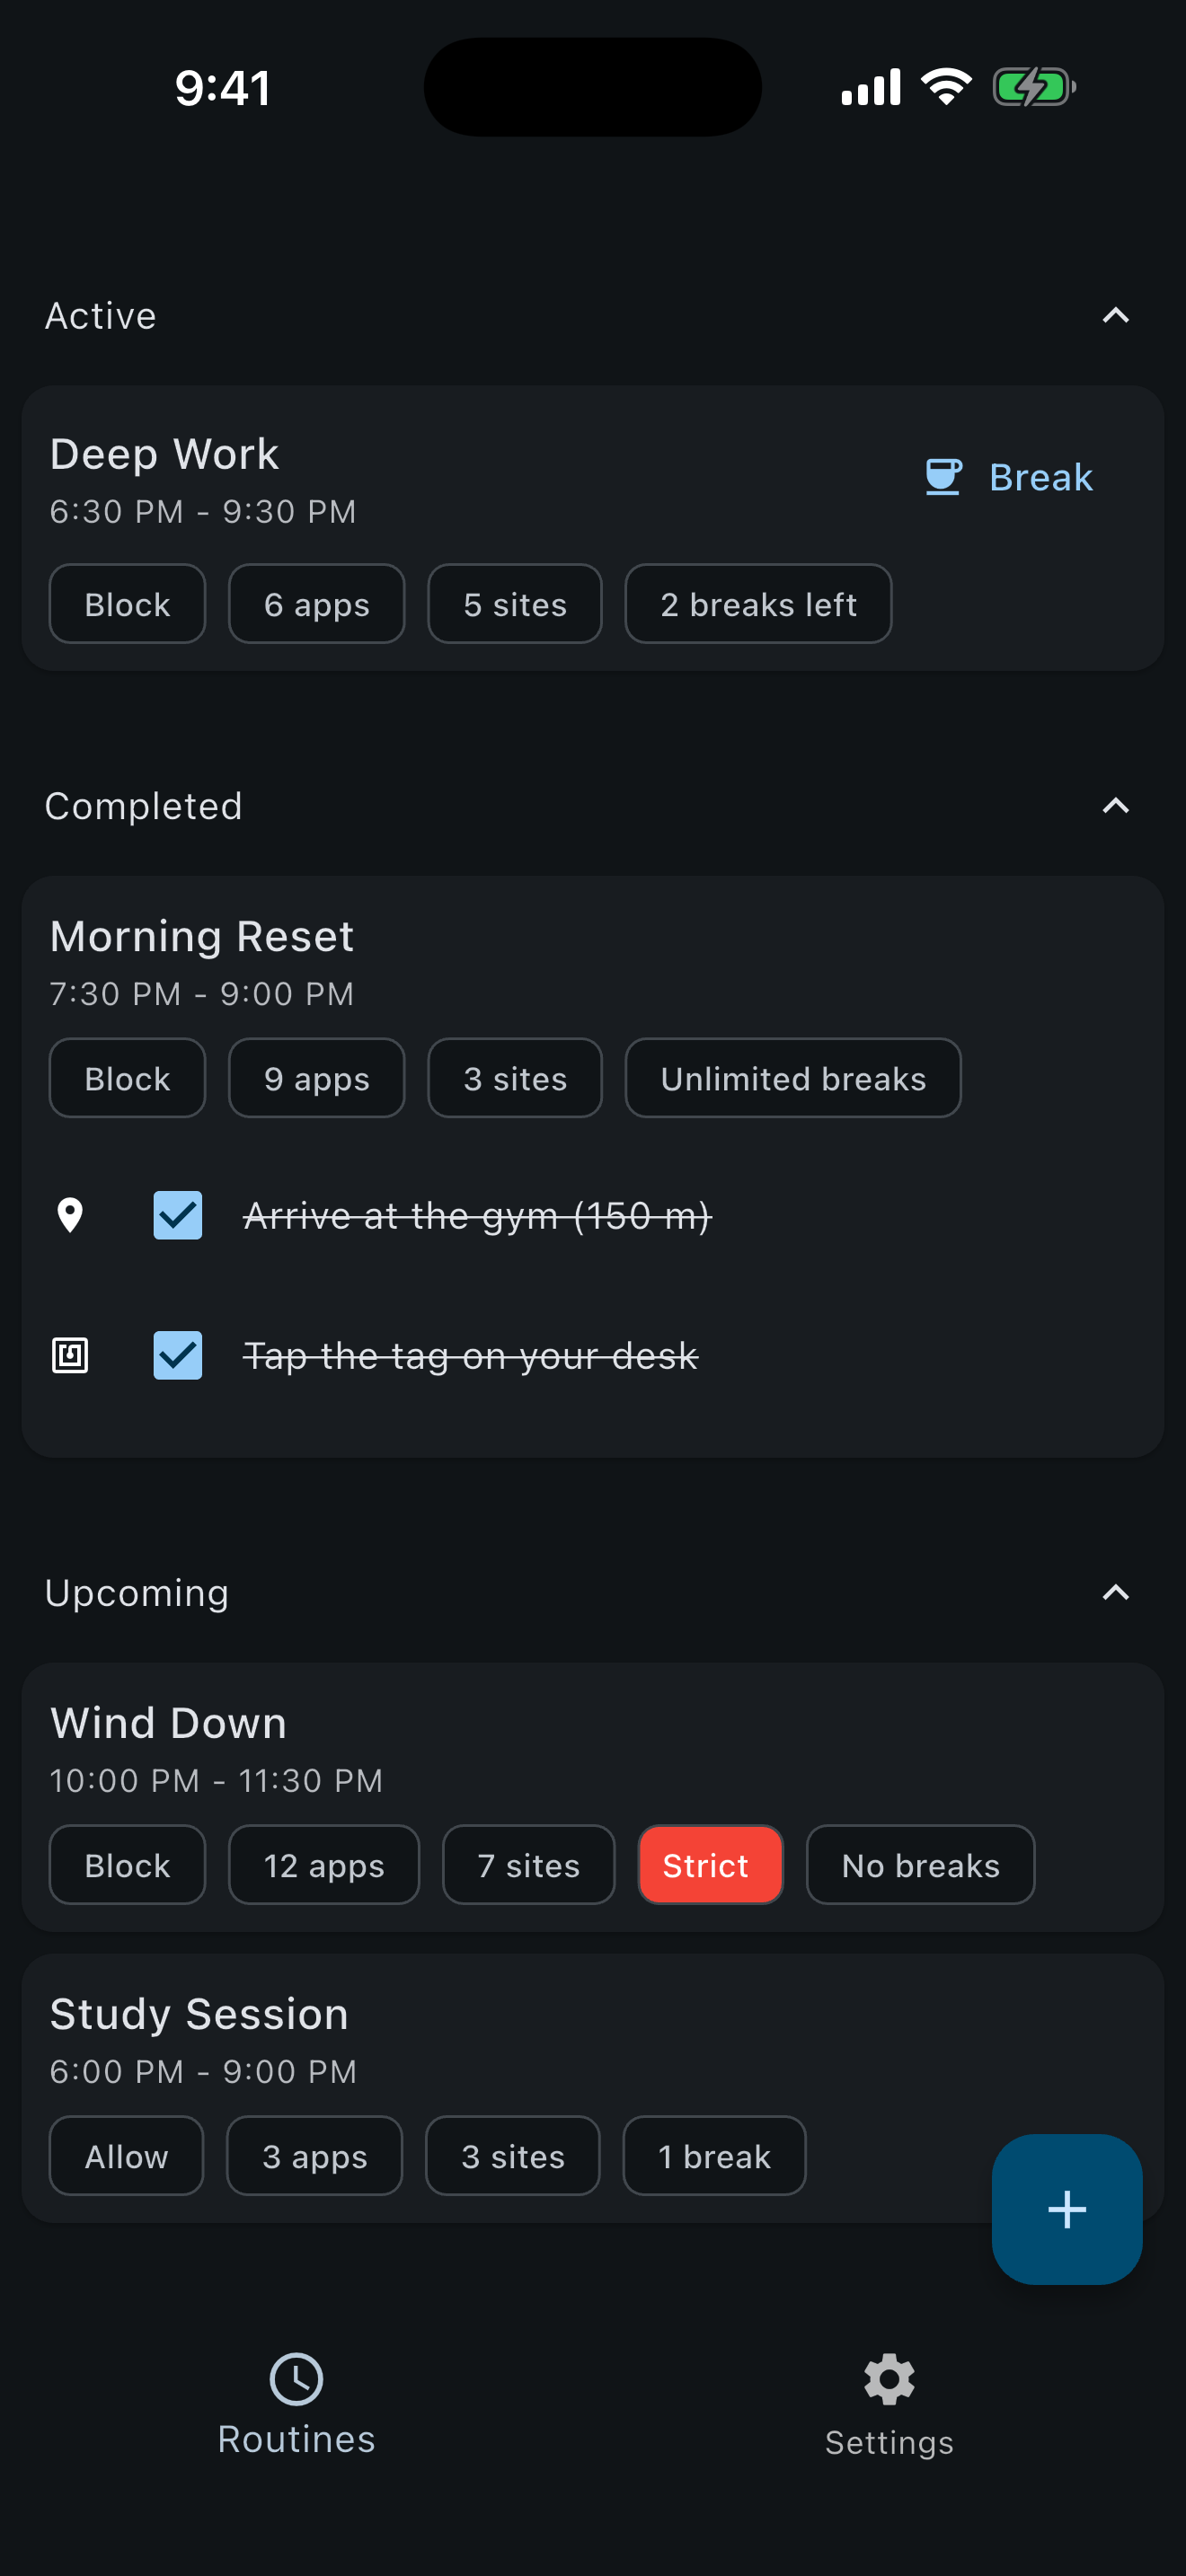 9:41
Active
Deep Work
6:30 PM - 9:30 PM
Break
Block 6 apps 5 sites 2 breaks left
Completed
Morning Reset
7:30 PM - 9:00 PM
Block 9 apps 3 sites Unlimited breaks
Arrive at the gym (150 m)
Tap the tag on your desk
Upcoming
Wind Down
10:00 PM - 11:30 PM
Block 12 apps 7 sites Strict No breaks
Study Session
6:00 PM - 9:00 PM
Allow 3 apps 3 sites 1 break
Routines Settings